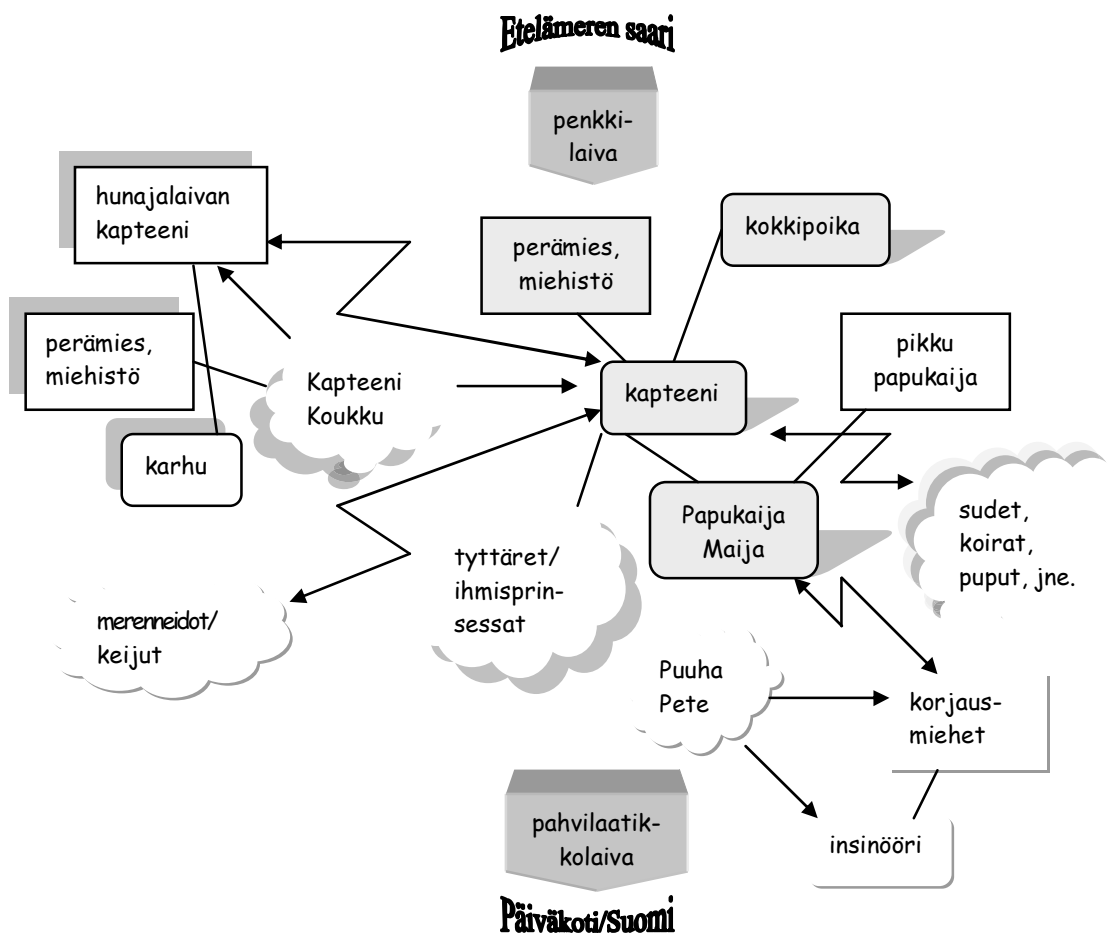 Etelämeren saari
penkki-
laiva
hunajalaivan
kapteeni
kokkipoika
perämies,
miehistö
perämies,
miehistö
pikku
papukaija
Kapteeni
Koukku
kapteeni
karhu
Papukaija
Maija
sudet,
koirat,
puput, jne.
tyttäret/
ihmisprin-
sessat
merenneidot/
keijut
Puuha
Pete
korjaus-
miehet
pahvilaatik-
kolaiva
insinööri
Päiväkoti/Suomi